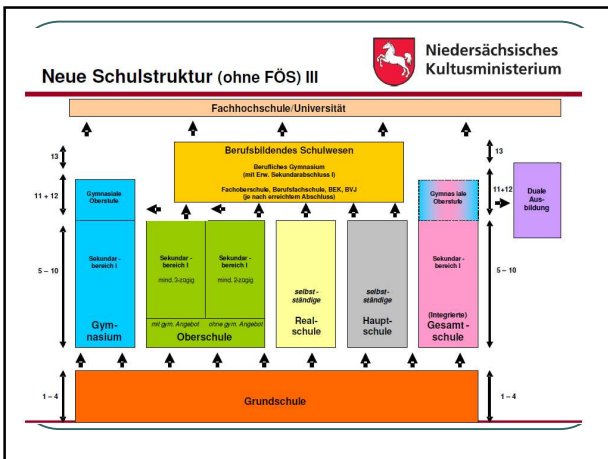 Niedersächsisches
Kultusministerium
Neue Schulstruktur (ohne FÖS) III
Fachhochschule/Universität
13
11 + 12
5 – 10
1 – 4
Berufsbildendes Schulwesen
Berufliches Gymnasium
(mit Erw. Sekundarabschluss I)
Fachoberschule, Berufsfachschule, BEK, BVJ
(je nach erreichtem Abschluss)
Gymnasiale
Oberstufe
Sekundar-
bereich I
Gym-
nasium
Sekundar-
bereich I
mind. 3-zügig
mit gym. Angebot
Sekundar-
bereich I
mind. 2-zügig
ohne gym. Angebot
Oberschule
selbst-
ständige
Real-
schule
selbst-
ständige
Haupt-
schule
Gymnas iale
Oberstufe
Sekundar-
bereich I
(Integrierte)
Gesamt-
schule
13
11+12
5 – 10
1 – 4
Duale
Aus-
bildung
Grundschule